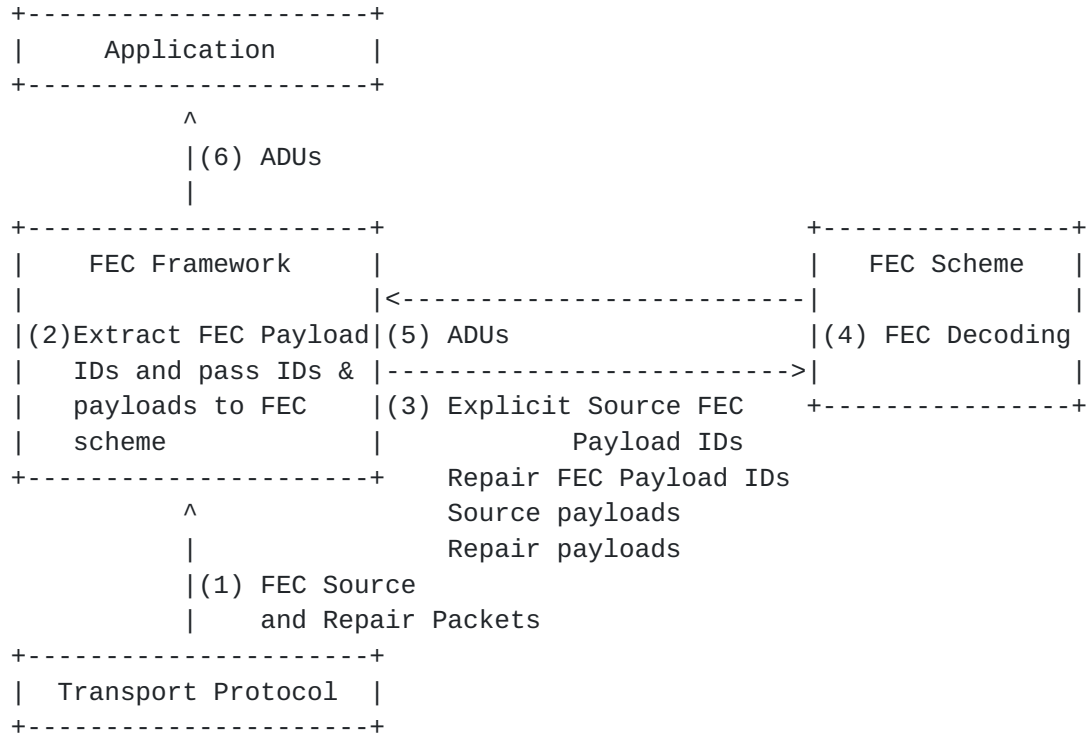 +----------------------+
|     Application      |
+----------------------+
           ^
           |(6) ADUs
           |
+----------------------+                           +----------------+
|    FEC Framework     |                           |   FEC Scheme   |
|                      |<--------------------------|                |
|(2)Extract FEC Payload|(5) ADUs                   |(4) FEC Decoding|
|   IDs and pass IDs & |-------------------------->|                |
|   payloads to FEC    |(3) Explicit Source FEC    +----------------+
|   scheme             |            Payload IDs
+----------------------+    Repair FEC Payload IDs
           ^                Source payloads
           |                Repair payloads
           |(1) FEC Source
           |    and Repair Packets
+----------------------+
|  Transport Protocol  |
+----------------------+